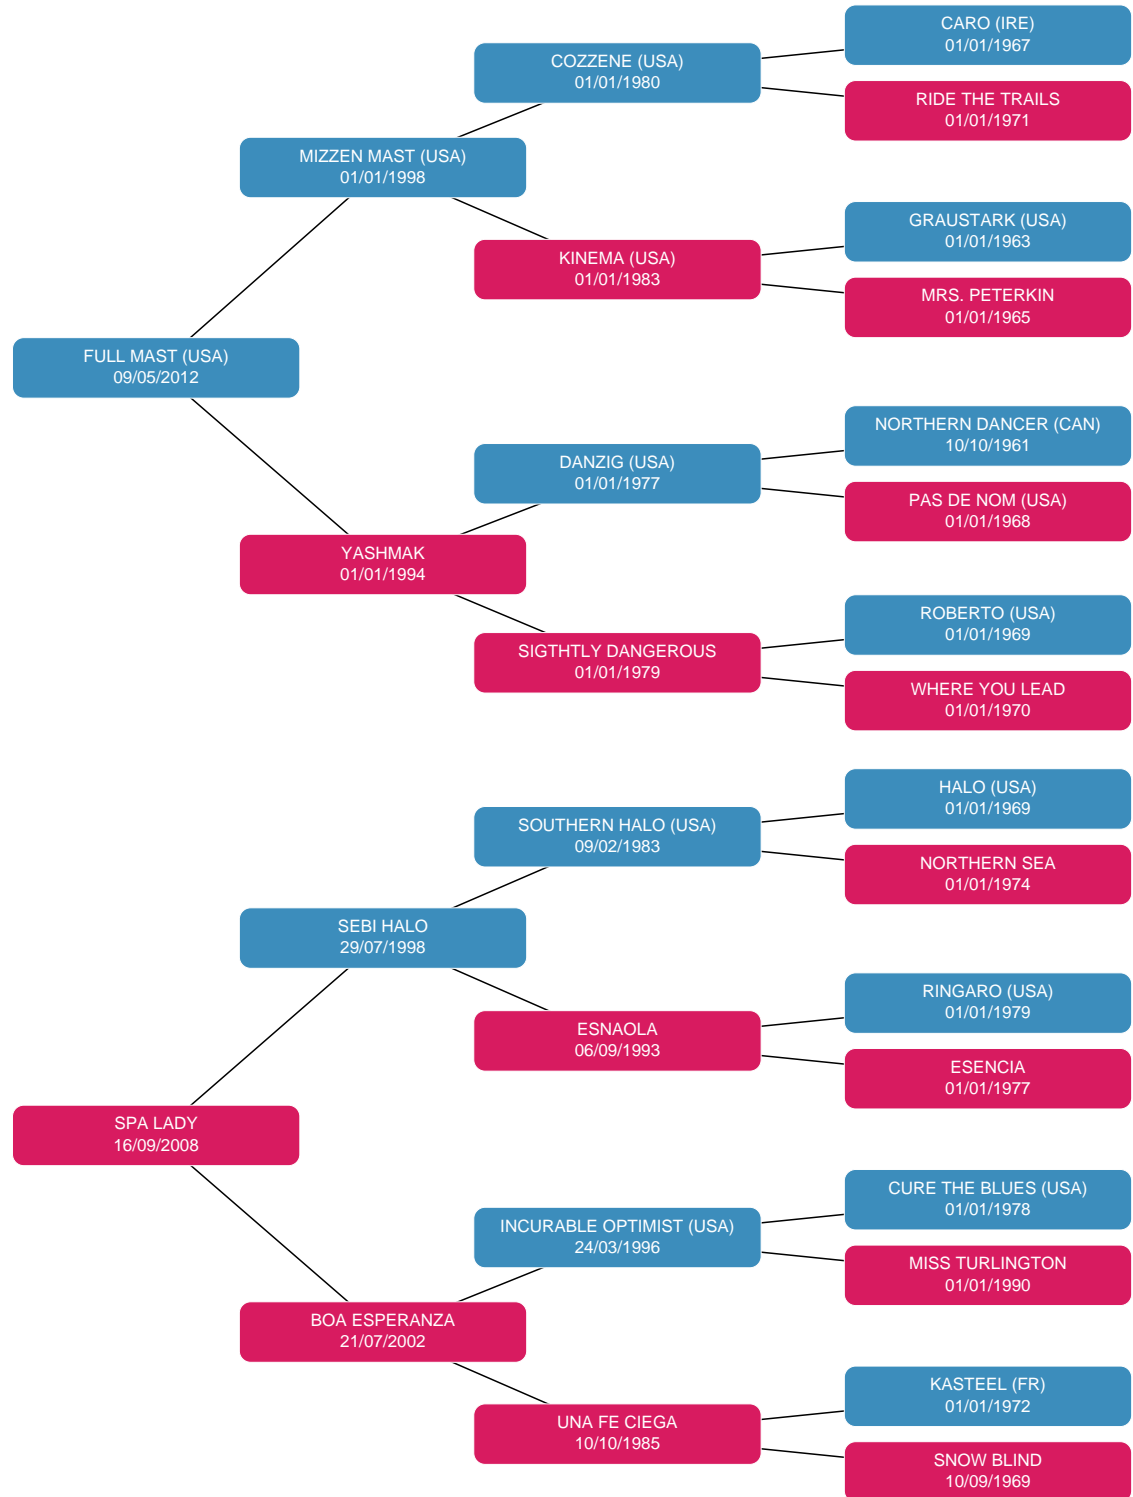 CARO (IRE)
01/01/1967
COZZENE (USA)
01/01/1980
RIDE THE TRAILS
01/01/1971
MIZZEN MAST (USA)
01/01/1998
GRAUSTARK (USA)
01/01/1963
KINEMA (USA)
01/01/1983
MRS. PETERKIN
01/01/1965
FULL MAST (USA)
09/05/2012
NORTHERN DANCER (CAN)
10/10/1961
DANZIG (USA)
01/01/1977
PAS DE NOM (USA)
01/01/1968
YASHMAK
01/01/1994
ROBERTO (USA)
01/01/1969
SIGTHTLY DANGEROUS
01/01/1979
WHERE YOU LEAD
01/01/1970
HALO (USA)
01/01/1969
SOUTHERN HALO (USA)
09/02/1983
NORTHERN SEA
01/01/1974
SEBI HALO
29/07/1998
RINGARO (USA)
01/01/1979
ESNAOLA
06/09/1993
ESENCIA
01/01/1977
SPA LADY
16/09/2008
CURE THE BLUES (USA)
01/01/1978
INCURABLE OPTIMIST (USA)
24/03/1996
MISS TURLINGTON
01/01/1990
BOA ESPERANZA
21/07/2002
KASTEEL (FR)
01/01/1972
UNA FE CIEGA
10/10/1985
SNOW BLIND
10/09/1969